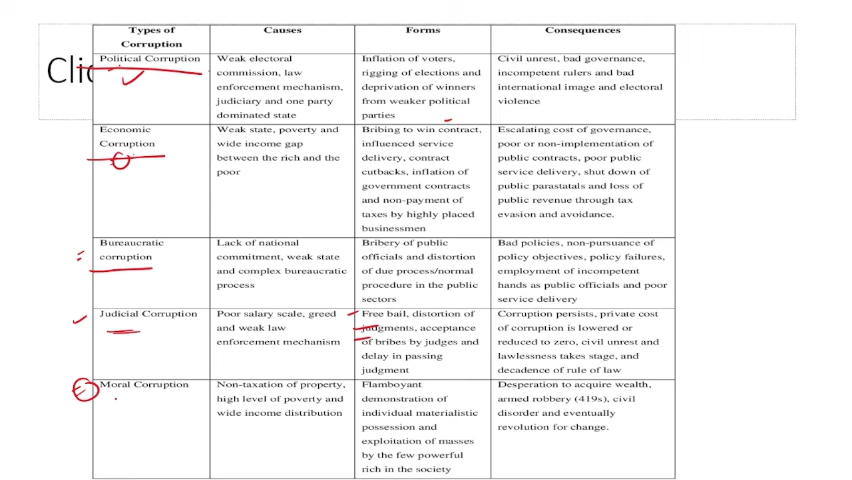 Types of Corruption
Causes
Forms
Consequences
Political Corruption
Weak electoral
commission, law
enforcement mechanism,
judiciary and one party
dominated state
Inflation of voters,
rigging of elections and
deprivation of winners
from weaker political
parties
Civil unrest, bad governance,
incompetent rulers and bad
international image and electoral
violence
Economic
Corruption
Weak state, poverty and
wide income gap
between the rich and the
poor
Bribing to win contract,
influenced service
delivery, contract
cutbacks, inflation of
government contracts
and non-payment of
taxes by highly placed
businessmen
Escalating cost of governance,
poor or non-implementation of
public contracts, poor public
service delivery, shut down of
public parastatals and loss of
public revenue through tax
evasion and avoidance.
Bureaucratic
corruption
Lack of national
commitment, weak state
and complex bureaucratic
process
Bribery of public
officials and distortion
of due process/normal
procedure in the public
sectors
Bad policies, non-pursuance of
policy objectives, policy failures,
employment of incompetent
hands as public officials and poor
service delivery
Judicial Corruption
Poor salary scale, greed
and weak law
enforcement mechanism
Free bail, distortion of
judgments, acceptance
of bribes by judges and
delay in passing
judgment
Corruption persists, private cost
of corruption is lowered or
reduced to zero, civil unrest and
lawlessness takes stage, and
decadence of rule of law
Moral Corruption
Non-taxation of property,
high level of poverty and
wide income distribution
Flamboyant
demonstration of
individual materialistic
possession and
exploitation of masses
by the few powerful
rich in the society
Desperation to acquire wealth,
armed robbery (419s), civil
disorder and eventually
revolution for change.